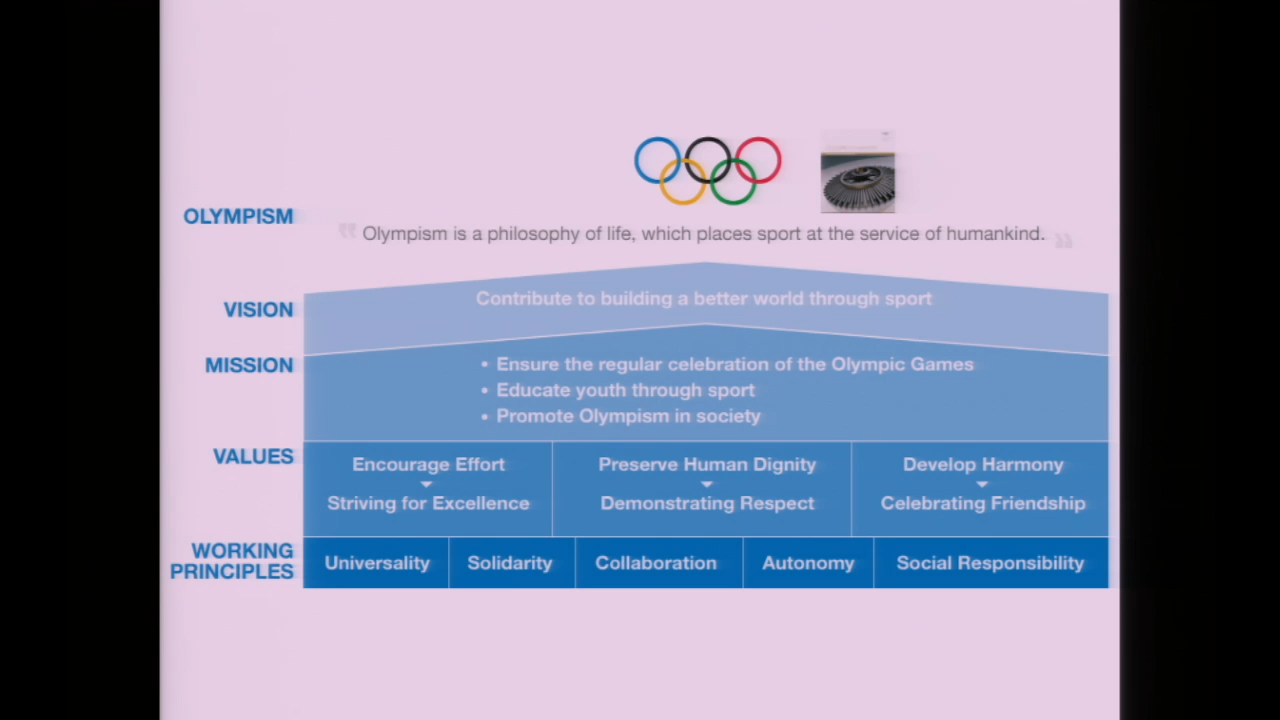 OLYMPISM
" Olympism is a philosophy of life, which places sport at the service of humankind. "
VISION
Contribute to building a better world through sport
MISSION
• Ensure the regular celebration of the Olympic Games
• Educate youth through sport
• Promote Olympism in society
VALUES
Encourage Effort
Striving for Excellence
Preserve Human Dignity
Demonstrating Respect
Develop Harmony
Celebrating Friendship
WORKING
PRINCIPLES
Universality
Solidarity
Collaboration
Autonomy
Social Responsibility